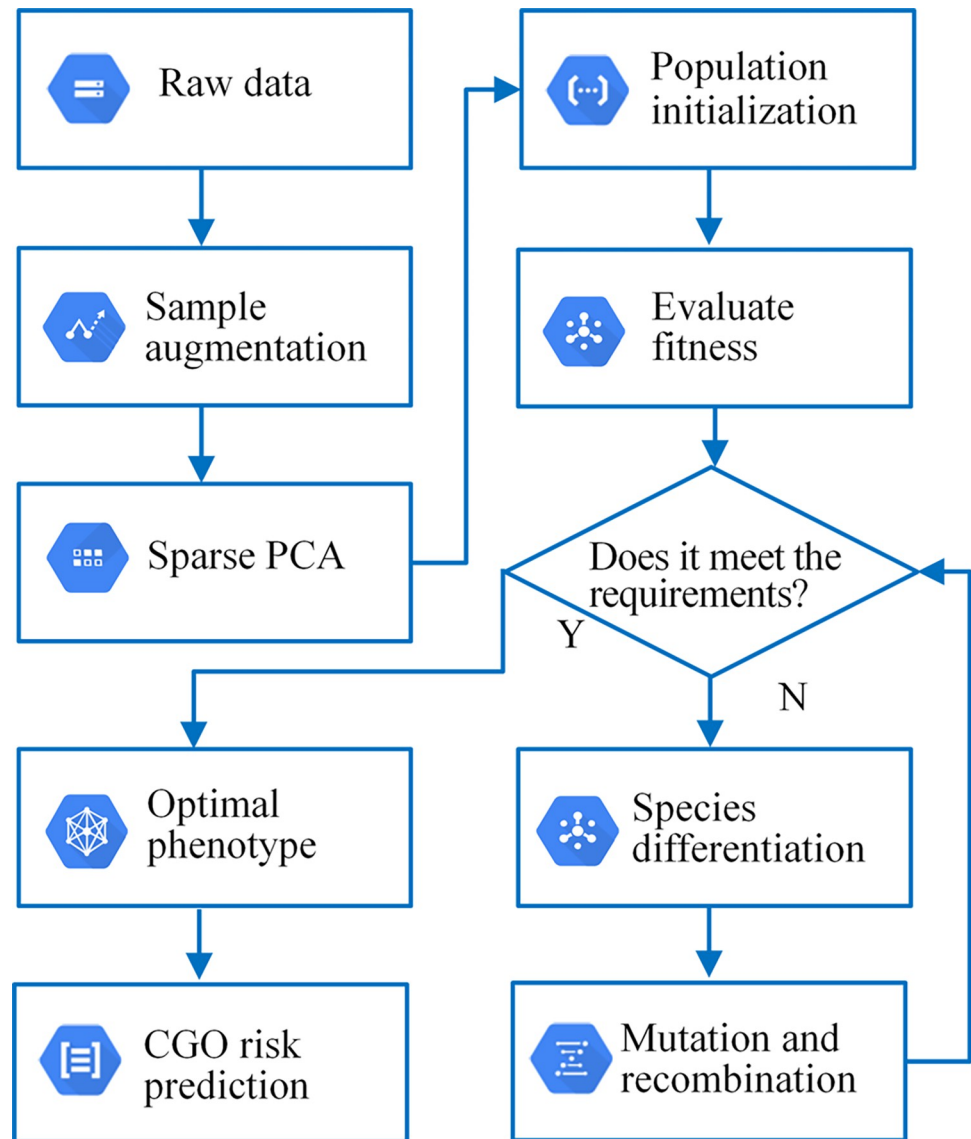 Raw data
Sample
augmentation
Sparse PCA
Population
initialization
Evaluate
fitness
Does it meet the
requirements?
Y
N
Optimal
phenotype
CGO risk
prediction
Species
differentiation
Mutation and
recombination